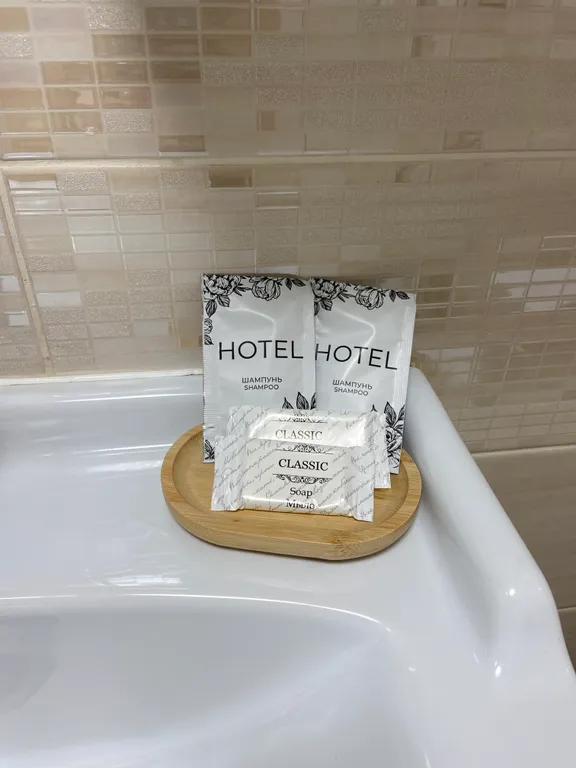 HOTEL
ШАМПУНЬ
SHAMPOO
HOTEL
ШАМПУНЬ
SHAMPOO
CLASSIC
CLASSIC
Soap
Мыло